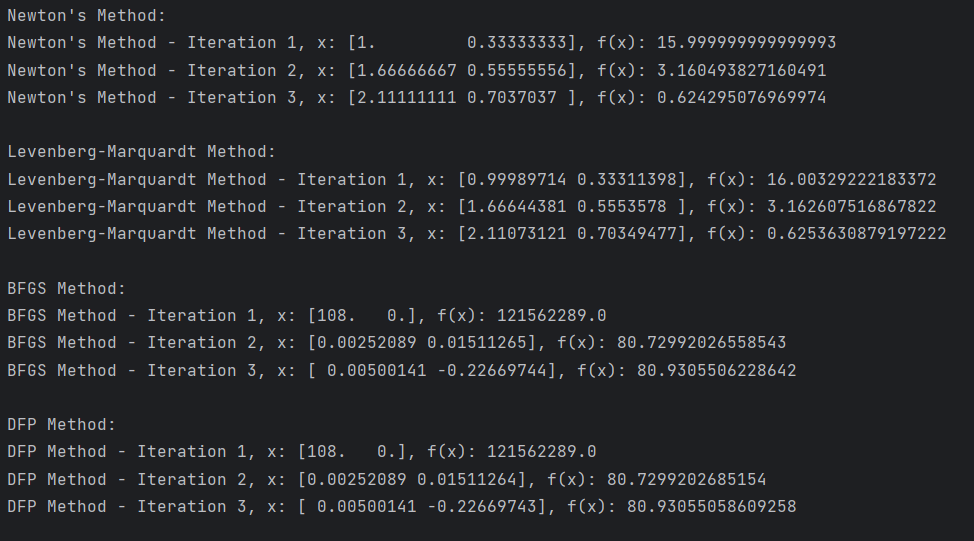 Newton's Method:
Newton's Method - Iteration 1, x: [1.         0.33333333], f(x): 15.999999999999993
Newton's Method - Iteration 2, x: [1.66666667 0.55555556], f(x): 3.160493827160491
Newton's Method - Iteration 3, x: [2.11111111 0.7037037 ], f(x): 0.624295076969974
Levenberg-Marquardt Method:
Levenberg-Marquardt Method - Iteration 1, x: [0.99989714 0.33311398], f(x): 16.00329222183372
Levenberg-Marquardt Method - Iteration 2, x: [1.66644381 0.5553578 ], f(x): 3.162607516867822
Levenberg-Marquardt Method - Iteration 3, x: [2.11073121 0.70349477], f(x): 0.6253630879197222
BFGS Method:
BFGS Method - Iteration 1, x: [108.   0.], f(x): 121562289.0
BFGS Method - Iteration 2, x: [0.00252089 0.01511265], f(x): 80.72992026558543
BFGS Method - Iteration 3, x: [ 0.00500141 -0.22669744], f(x): 80.9305506228642
DFP Method:
DFP Method - Iteration 1, x: [108.   0.], f(x): 121562289.0
DFP Method - Iteration 2, x: [0.00252089 0.01511264], f(x): 80.7299202685154
DFP Method - Iteration 3, x: [ 0.00500141 -0.22669743], f(x): 80.93055058609258